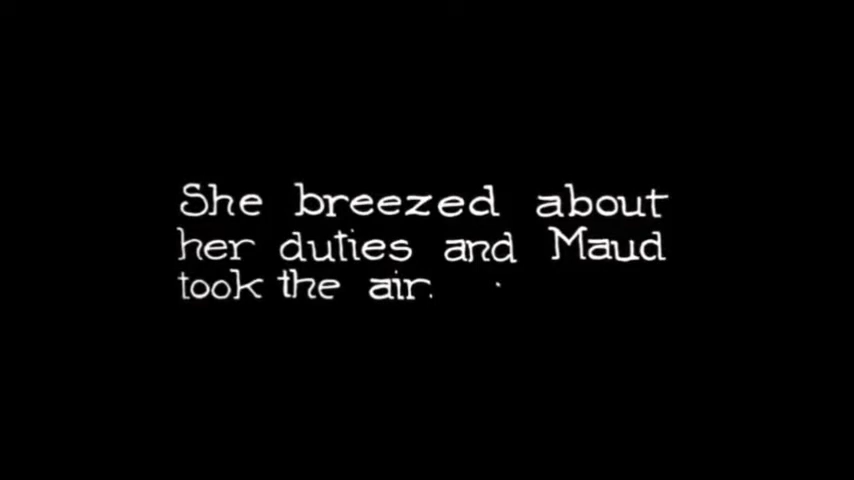 She breezed about
her duties and Maud
took the air.